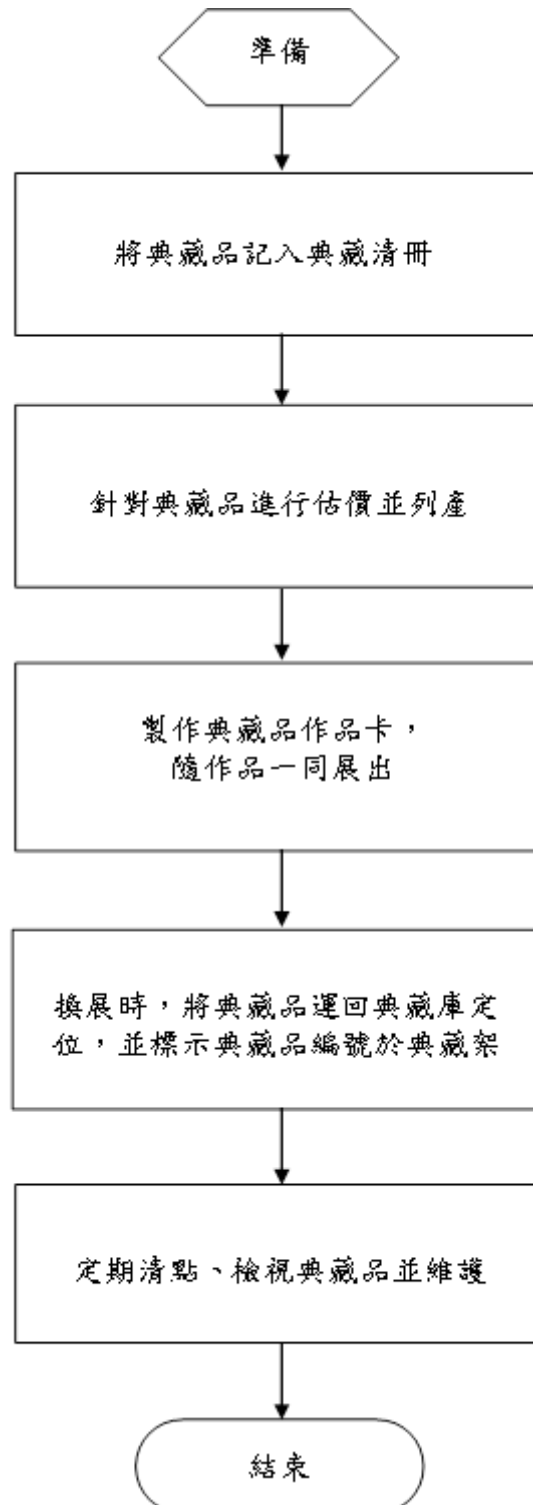 準備
將典藏品記入典藏清冊
針對典藏品進行估價並列產
製作典藏品作品卡，
隨作品一同展出
換展時，將典藏品運回典藏庫定
位，並標示典藏品編號於典藏架
定期清點、檢視典藏品並維護
結束